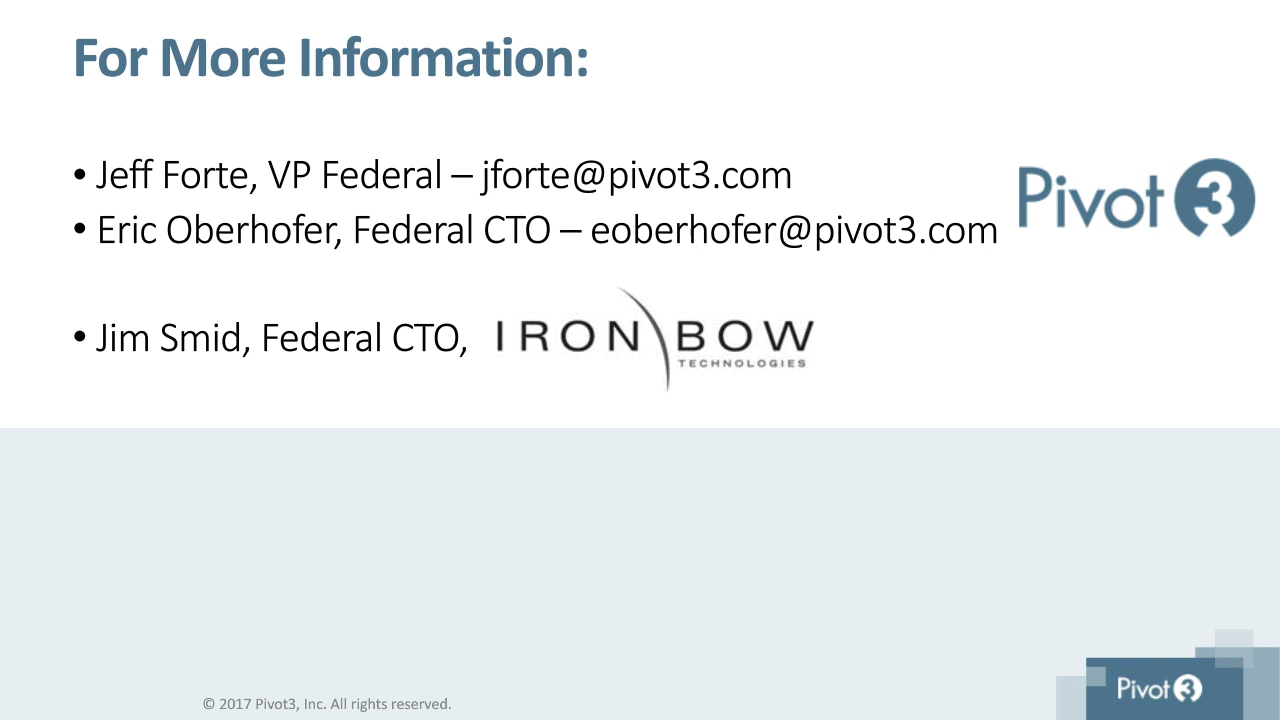 For More Information:
• Jeff Forte, VP Federal – jforte@pivot3.com
• Eric Oberhofer, Federal CTO – eoberhofer@pivot3.com
Pivot3
• Jim Smid, Federal CTO,
IRON BOW
TECHNOLOGIES
© 2017 Pivot3, Inc. All rights reserved.
Pivot3